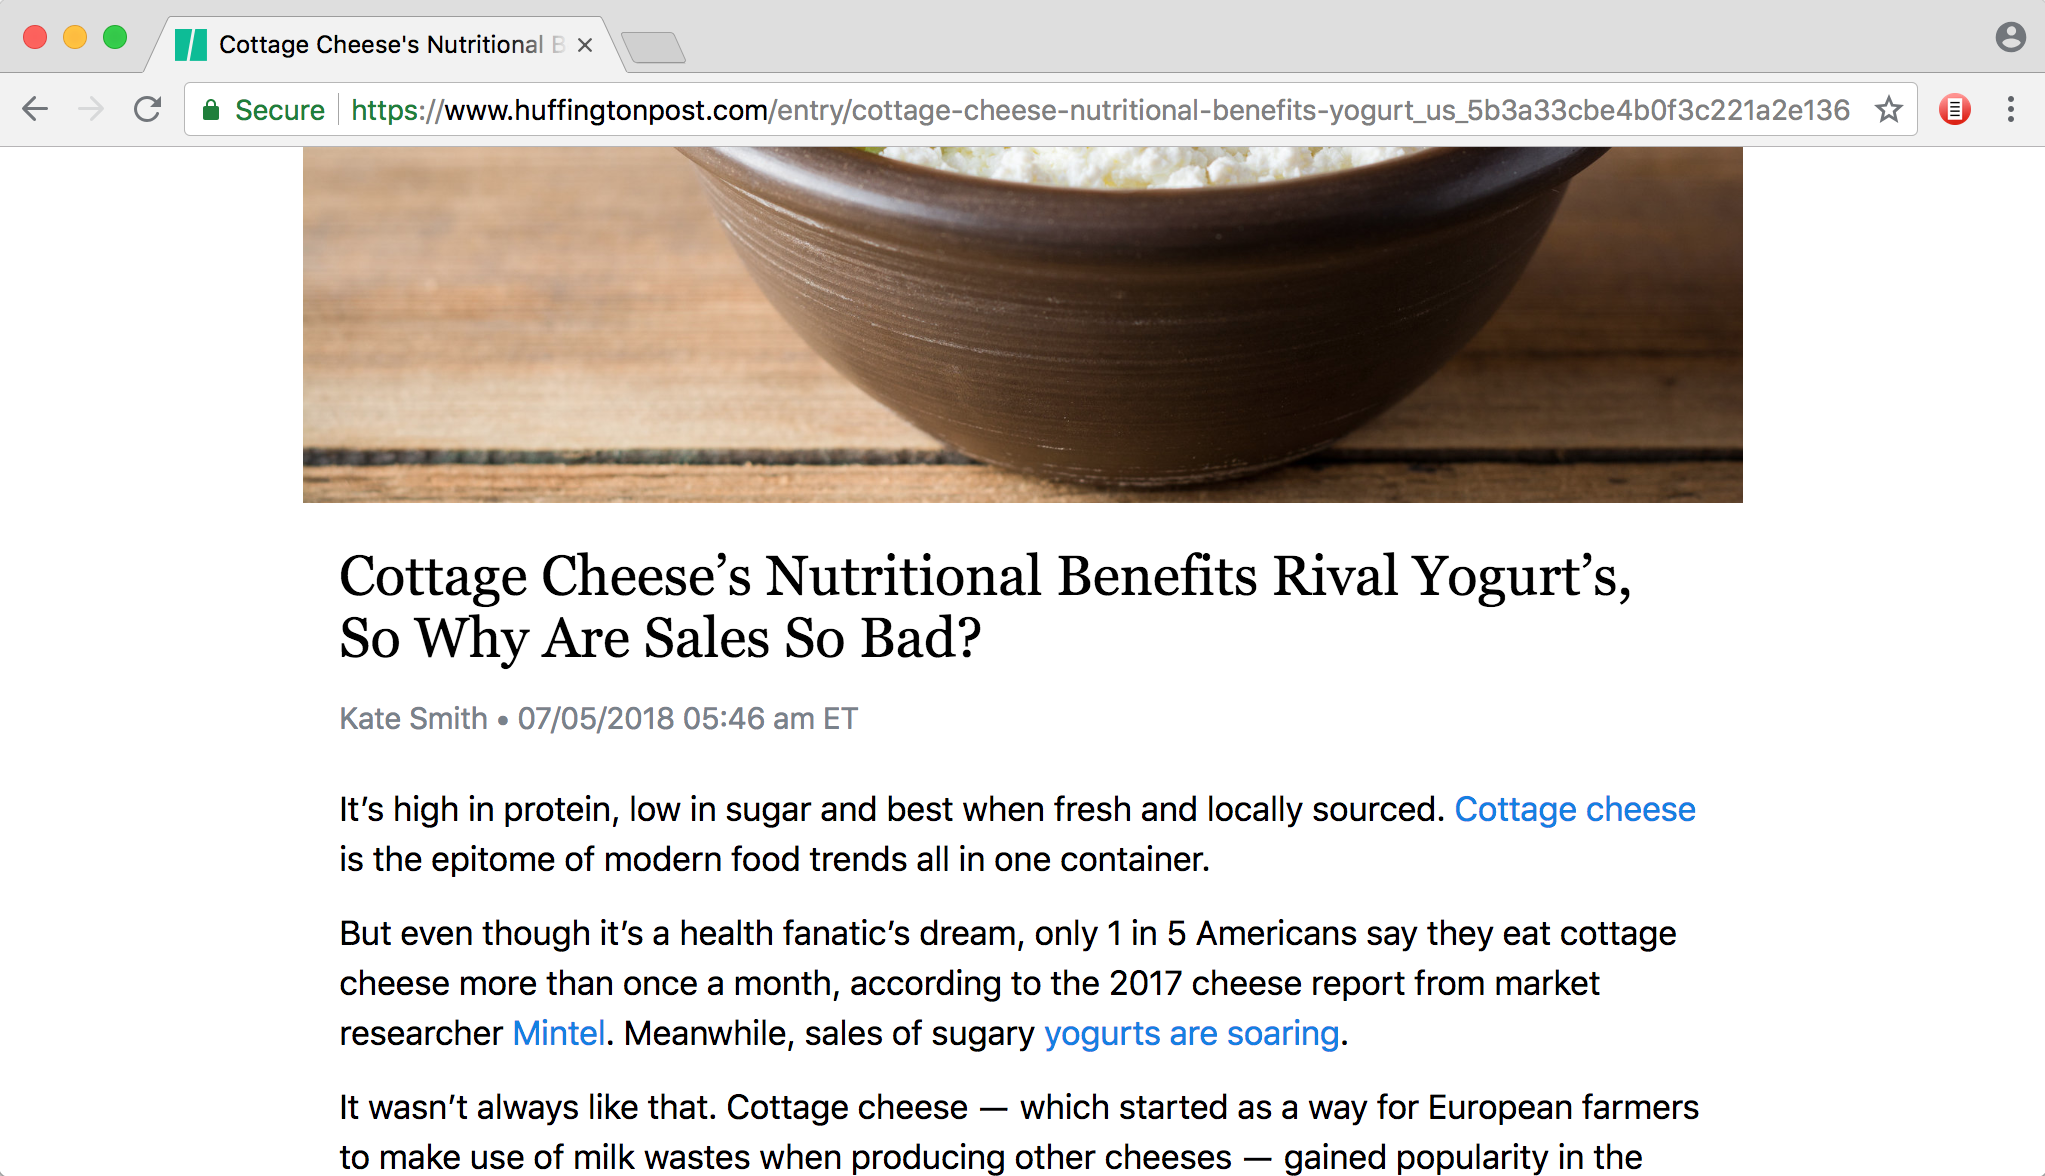 Cottage Cheese's Nutritional B
Secure
https://www.huffingtonpost.com/entry/cottage-cheese-nutritional-benefits-yogurt_us_5b3a33cbe4b0f3c221a2e136
Cottage Cheese’s Nutritional Benefits Rival Yogurt’s,
So Why Are Sales So Bad?
Kate Smith • 07/05/2018 05:46 am ET
It’s high in protein, low in sugar and best when fresh and locally sourced. Cottage cheese
is the epitome of modern food trends all in one container.
But even though it’s a health fanatic’s dream, only 1 in 5 Americans say they eat cottage
cheese more than once a month, according to the 2017 cheese report from market
researcher Mintel. Meanwhile, sales of sugary yogurts are soaring.
It wasn’t always like that. Cottage cheese — which started as a way for European farmers
to make use of milk wastes when producing other cheeses — gained popularity in the